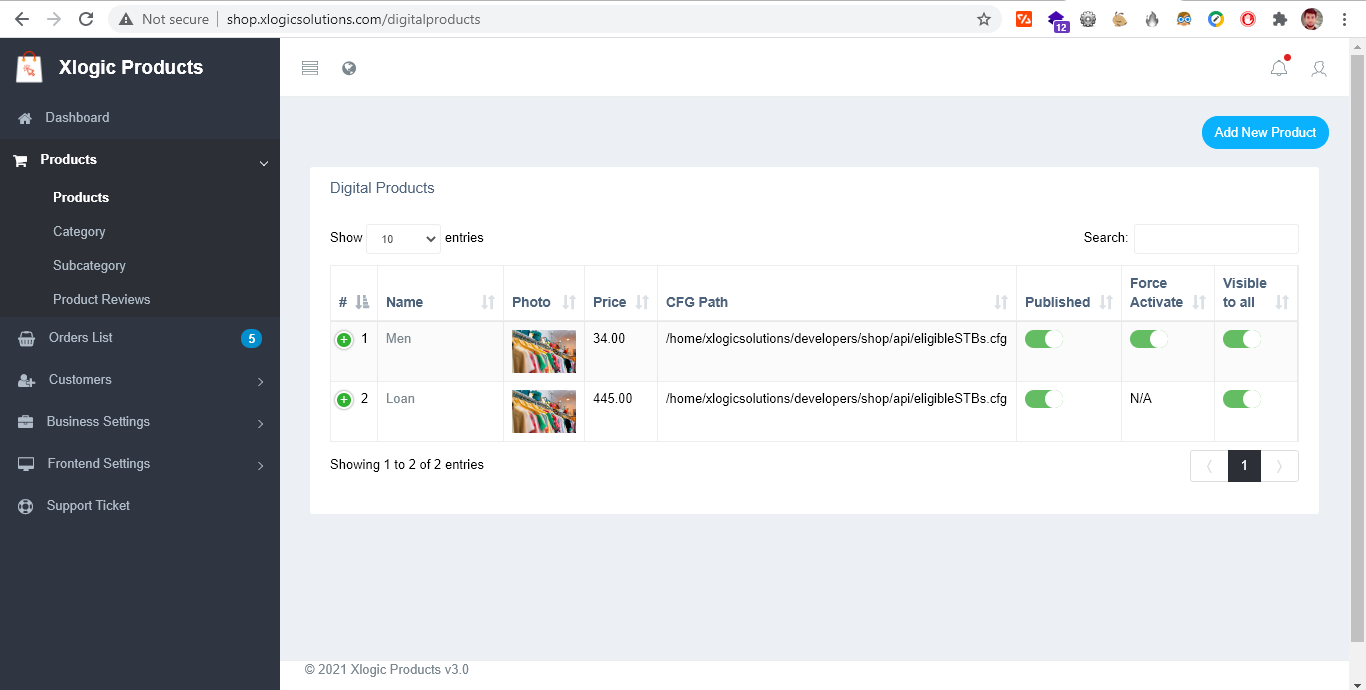 Not secure shop.xlogicsolutions.com/digitalproducts 12
Xlogic Products
Dashboard
Products
Products
Category
Subcategory
Product Reviews
Orders List 5
Customers
Business Settings
Frontend Settings
Support Ticket
Add New Product
Digital Products
Show 10 entries Search:
# Name Photo Price CFG Path Published Force Activate Visible to all
1 Men 34.00 /home/xlogicsolutions/developers/shop/api/eligibleSTBs.cfg
2 Loan 445.00 /home/xlogicsolutions/developers/shop/api/eligibleSTBs.cfg N/A
Showing 1 to 2 of 2 entries 1
© 2021 Xlogic Products v3.0